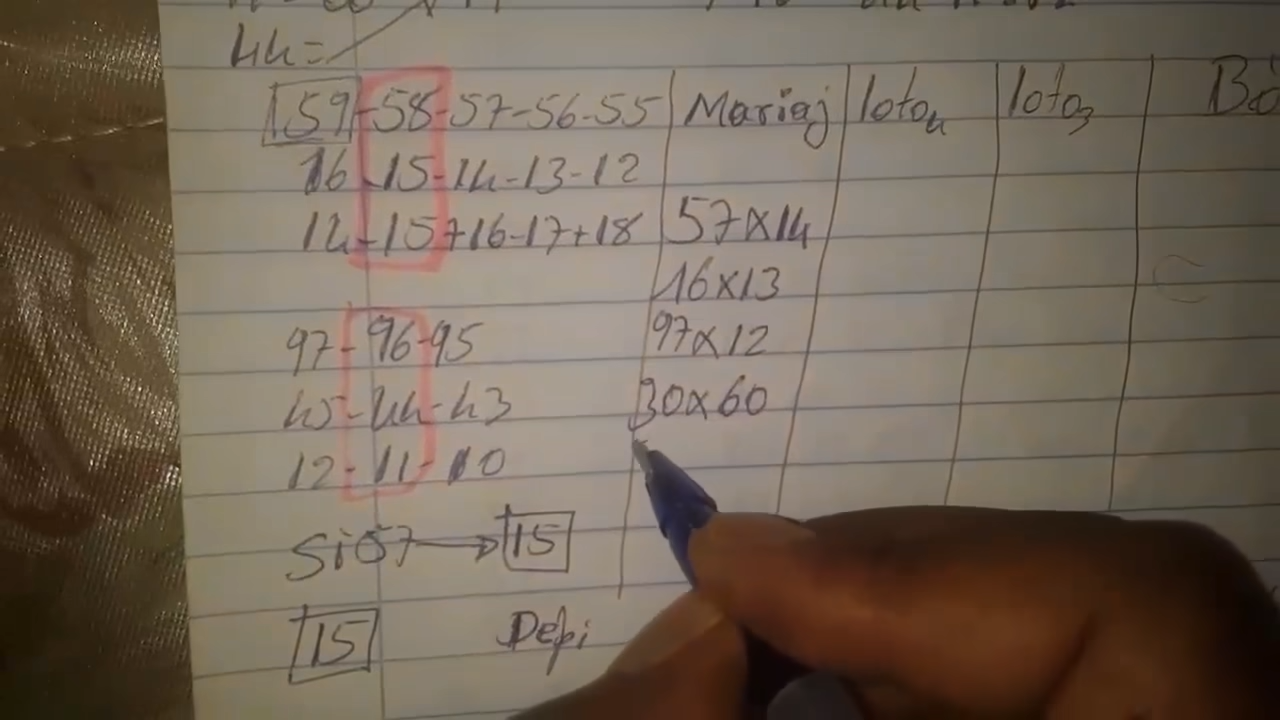 44=
59-58-57-56-55 Mariaj loto4 loto3
16-15-14-13-12
14-15+16-17+18 57x14
16x13
97-96-95 97x12
45-44-43 30x60
12-11-10
Si 57→15
15 Depi